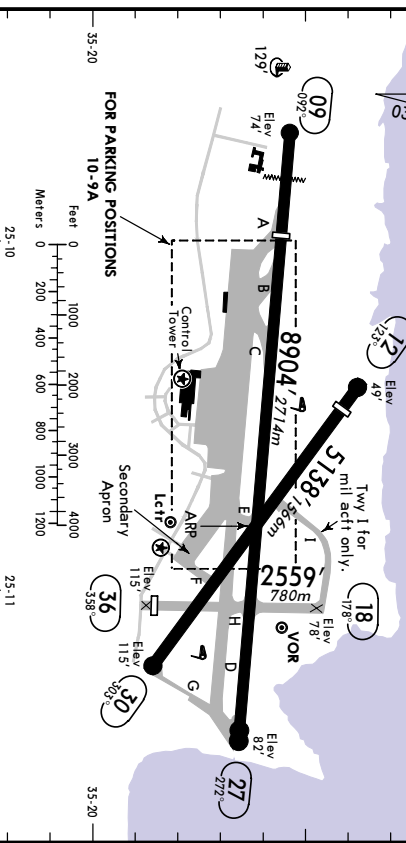 35-20
35-20
25-10
25-11
03
129'
09
092°
Elev
74'
FOR PARKING POSITIONS
10-9A
Feet 0 1000 2000 3000 4000
Meters 0 200 400 600 800 1000 1200
A
B
C
8904'
2714m
12
123°
Elev
49'
5138'
1566m
Twy I for
mil acft only.
I
Control
Tower
Lctr
ARP
E
Secondary
Apron
F
2559'
780m
18
178°
Elev
78'
VOR
36
358°
Elev
115'
H
D
G
Elev
115'
30
303°
Elev
82'
27
272°